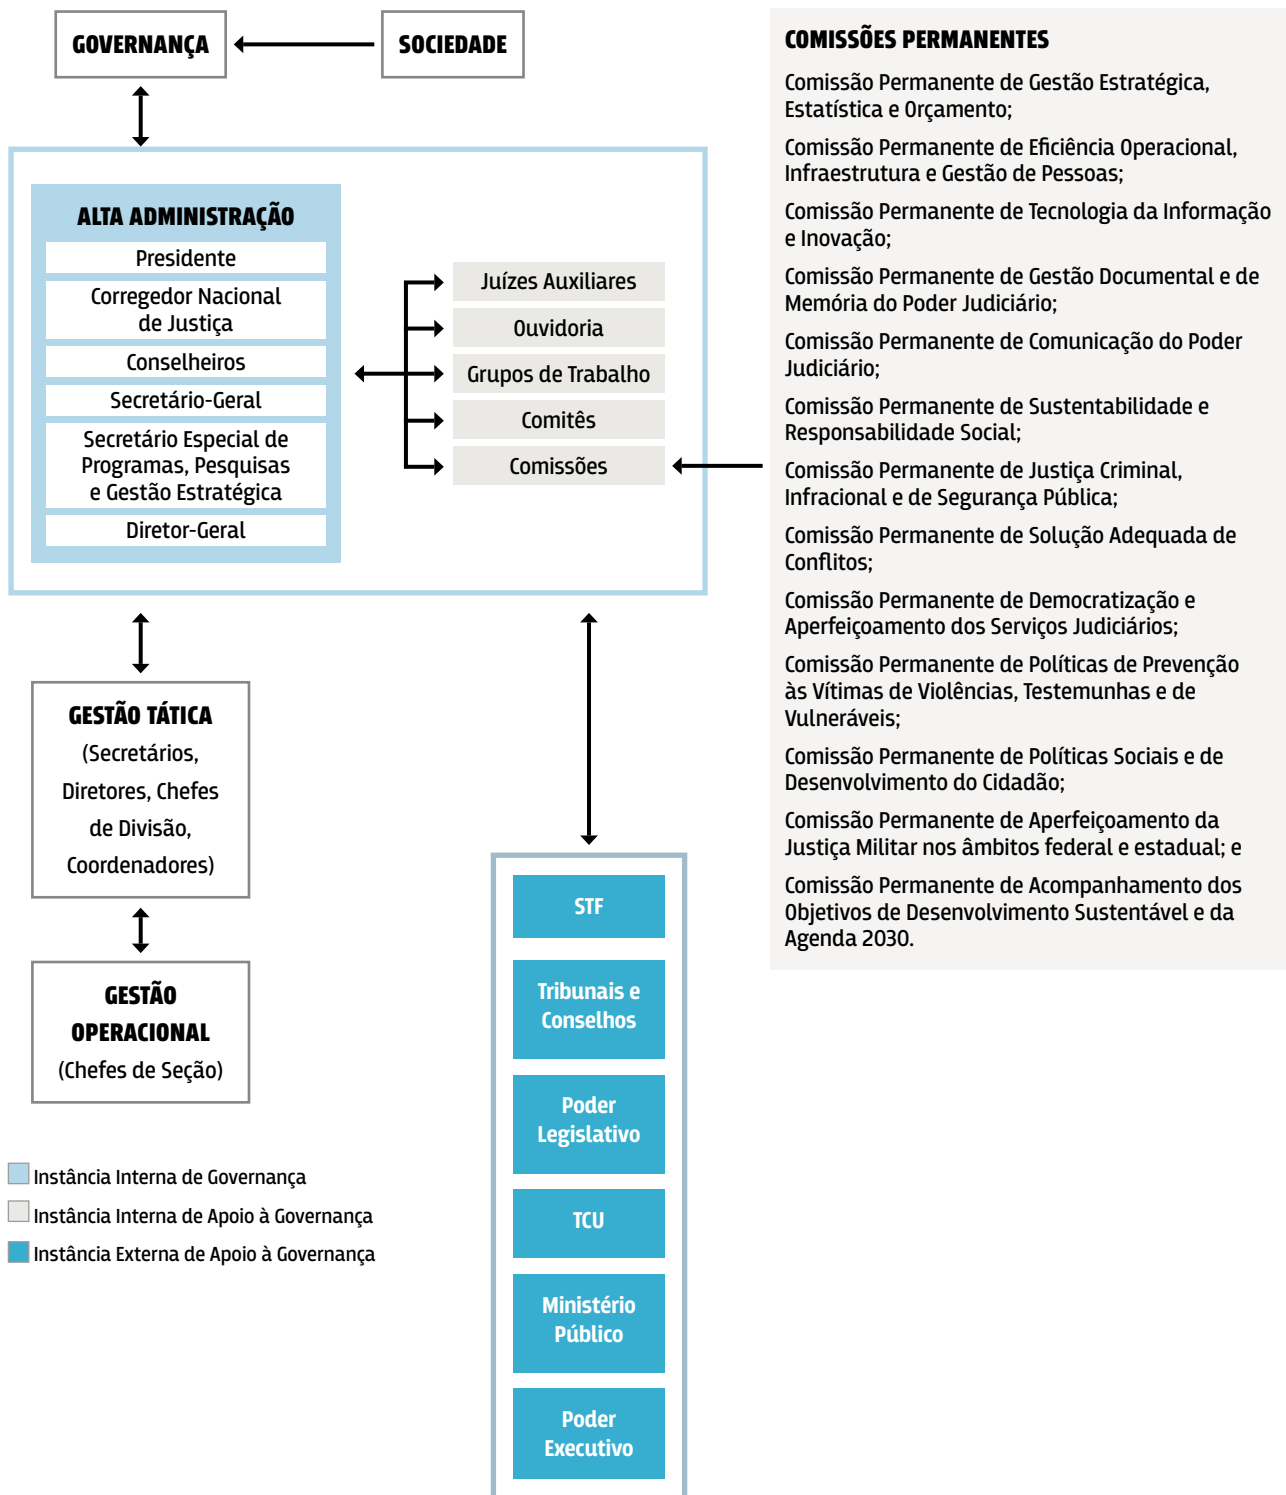 GOVERNANÇA
SOCIEDADE
ALTA ADMINISTRAÇÃO
Presidente
Corregedor Nacional
de Justiça
Conselheiros
Secretário-Geral
Secretário Especial de
Programas, Pesquisas
e Gestão Estratégica
Diretor-Geral
Juízes Auxiliares
Ouvidoria
Grupos de Trabalho
Comitês
Comissões
GESTÃO TÁTICA
(Secretários,
Diretores, Chefes
de Divisão,
Coordenadores)
GESTÃO
OPERACIONAL
(Chefes de Seção)
Instância Interna de Governança
Instância Interna de Apoio à Governança
Instância Externa de Apoio à Governança
STF
Tribunais e
Conselhos
Poder
Legislativo
TCU
Ministério
Público
Poder
Executivo
COMISSÕES PERMANENTES
Comissão Permanente de Gestão Estratégica,
Estatística e Orçamento;
Comissão Permanente de Eficiência Operacional,
Infraestrutura e Gestão de Pessoas;
Comissão Permanente de Tecnologia da Informação
e Inovação;
Comissão Permanente de Gestão Documental e de
Memória do Poder Judiciário;
Comissão Permanente de Comunicação do Poder
Judiciário;
Comissão Permanente de Sustentabilidade e
Responsabilidade Social;
Comissão Permanente de Justiça Criminal,
Infracional e de Segurança Pública;
Comissão Permanente de Solução Adequada de
Conflitos;
Comissão Permanente de Democratização e
Aperfeiçoamento dos Serviços Judiciários;
Comissão Permanente de Políticas de Prevenção
às Vítimas de Violências, Testemunhas e de
Vulneráveis;
Comissão Permanente de Políticas Sociais e de
Desenvolvimento do Cidadão;
Comissão Permanente de Aperfeiçoamento da
Justiça Militar nos âmbitos federal e estadual; e
Comissão Permanente de Acompanhamento dos
Objetivos de Desenvolvimento Sustentável e da
Agenda 2030.